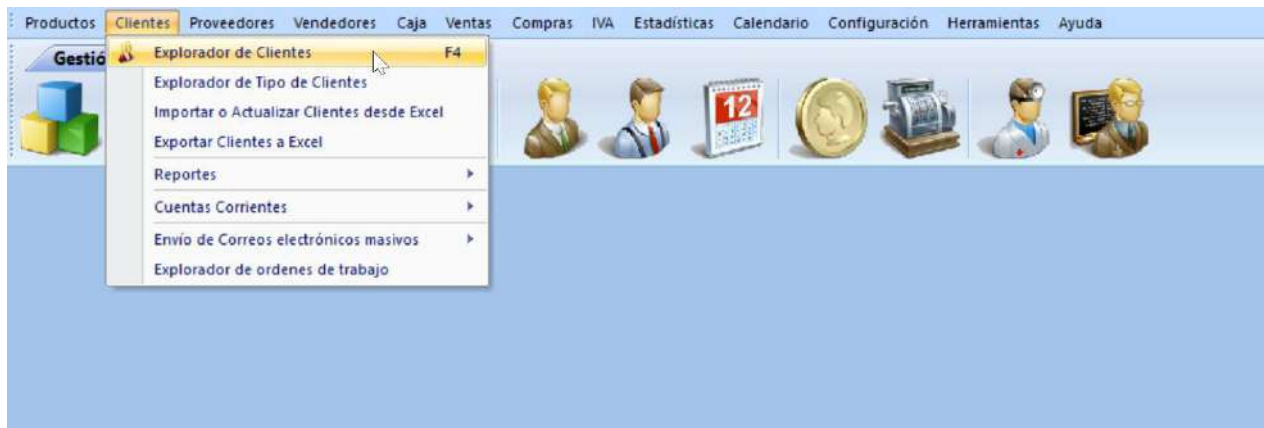 Productos Clientes Proveedores Vendedores Caja Ventas Compras IVA Estadísticas Calendario Configuración Herramientas Ayuda
Gestió
Explorador de Clientes F4
Explorador de Tipo de Clientes
Importar o Actualizar Clientes desde Excel
Exportar Clientes a Excel
Reportes
Cuentas Corrientes
Envío de Correos electrónicos masivos
Explorador de ordenes de trabajo
12